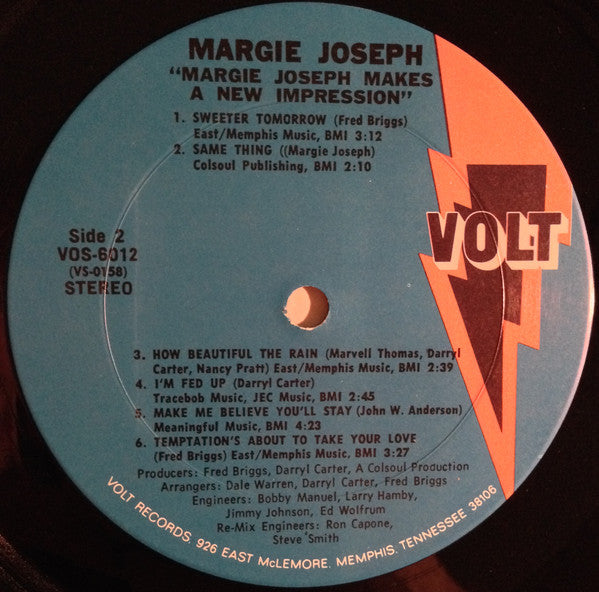 MARGIE JOSEPH
"MARGIE JOSEPH MAKES
A NEW IMPRESSION"
1. SWEETER TOMORROW (Fred Briggs)
East/Memphis Music, BMI 3:12
2. SAME THING ((Margie Joseph)
Colsoul Publishing, BMI 2:10
Side 2
VOS-6012
(VS-0158)
STEREO
VOLT
3. HOW BEAUTIFUL THE RAIN (Marvell Thomas, Darryl
Carter, Nancy Pratt) East/Memphis Music, BMI 2:39
4. I'M FED UP (Darryl Carter)
Tracebob Music, JEC Music, BMI 2:45
5. MAKE ME BELIEVE YOU'LL STAY (John W. Anderson)
Meaningful Music, BMI 4:23
6. TEMPTATION'S ABOUT TO TAKE YOUR LOVE
(Fred Briggs) East/Memphis Music, BMI 3:27
Producers: Fred Briggs, Darryl Carter, A Colsoul Production
Arrangers: Dale Warren, Darryl Carter, Fred Briggs
Engineers: Bobby Manuel, Larry Hamby,
Jimmy Johnson, Ed Wolfrum
Re-Mix Engineers: Ron Capone,
Steve Smith
VOLT RECORDS, 926 EAST McLEMORE, MEMPHIS, TENNESSEE 38106